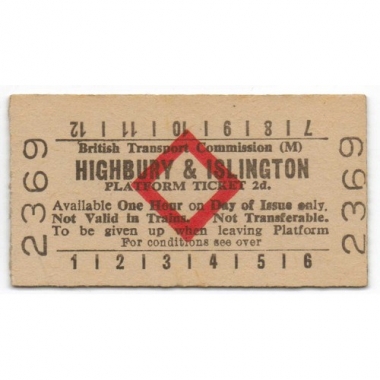 12 | 11 | 10 | 9 | 8 | 7
British Transport Commission (M)
HIGHBURY & ISLINGTON
PLATFORM TICKET 2d.
Available One Hour on Day of Issue only.
Not Valid in Trains. Not Transferable.
To be given up when leaving Platform
For conditions see over
1 | 2 | 3 | 4 | 5 | 6
2369
2369